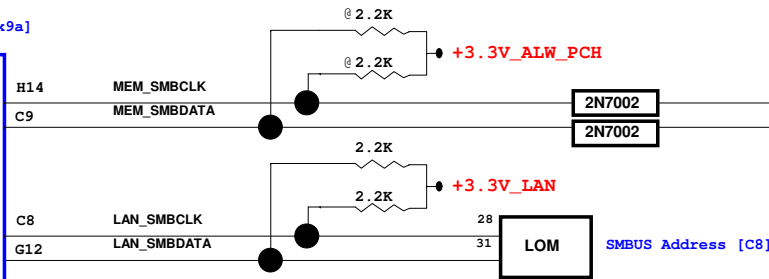 @ 2.2K
k9a]
+3.3V_ALW_PCH
@ 2.2K
H14 MEM_SMBCLK
2N7002
C9 MEM_SMBDATA
2N7002
2.2K
+3.3V_LAN
2.2K
C8 LAN_SMBCLK 28
G12 LAN_SMBDATA 31 LOM SMBUS Address [C8]